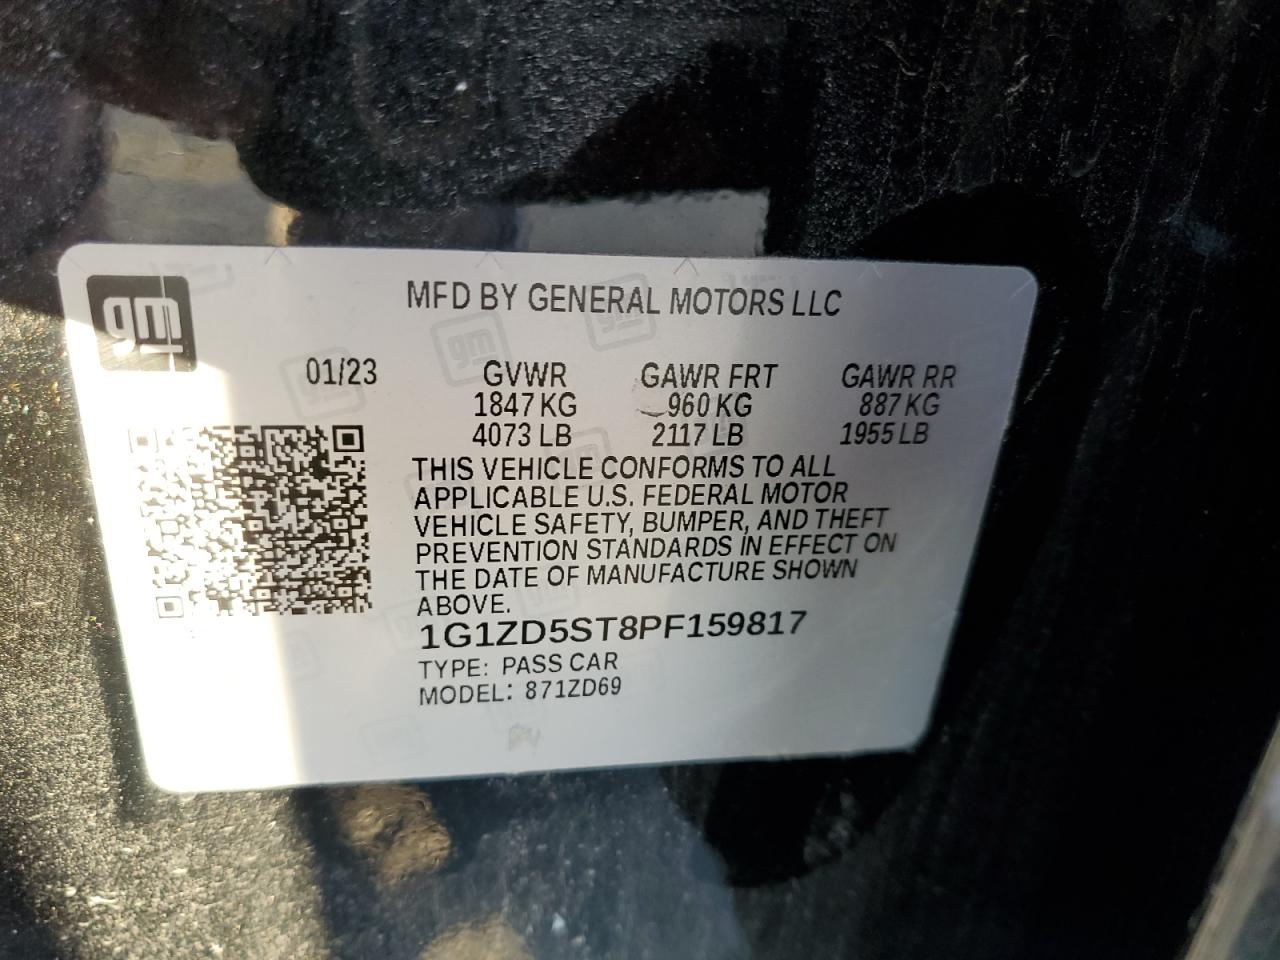 gm
MFD BY GENERAL MOTORS LLC
01/23 GVWR GAWR FRT GAWR RR
1847 KG 960 KG 887 KG
4073 LB 2117 LB 1955 LB
THIS VEHICLE CONFORMS TO ALL
APPLICABLE U.S. FEDERAL MOTOR
VEHICLE SAFETY, BUMPER, AND THEFT
PREVENTION STANDARDS IN EFFECT ON
THE DATE OF MANUFACTURE SHOWN
ABOVE.
1G1ZD5ST8PF159817
TYPE: PASS CAR
MODEL: 871ZD69